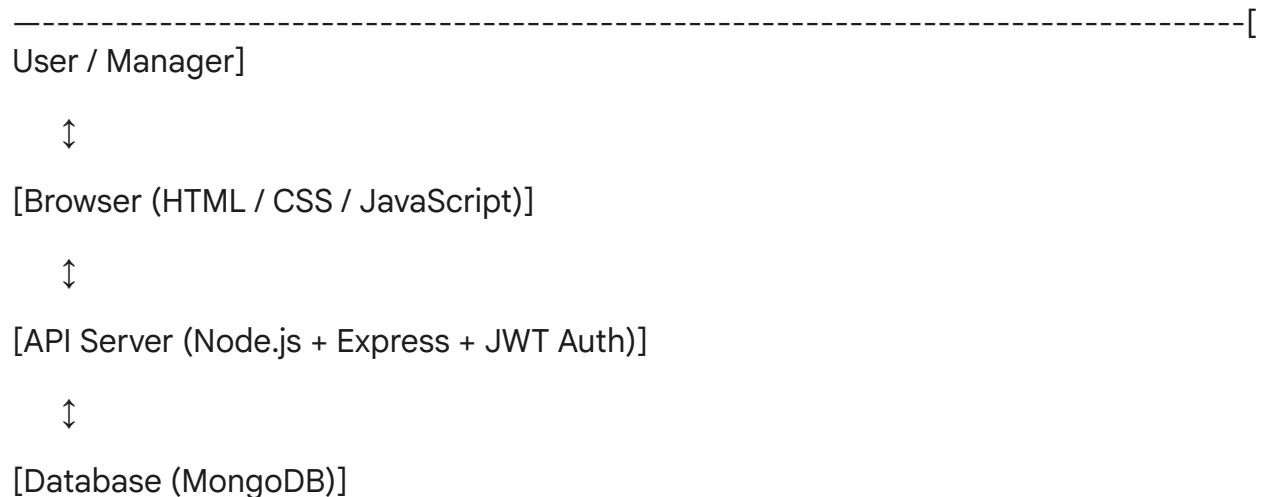 —----------------------------------------------------------------------------------[
User / Manager]
↕
[Browser (HTML / CSS / JavaScript)]
↕
[API Server (Node.js + Express + JWT Auth)]
↕
[Database (MongoDB)]